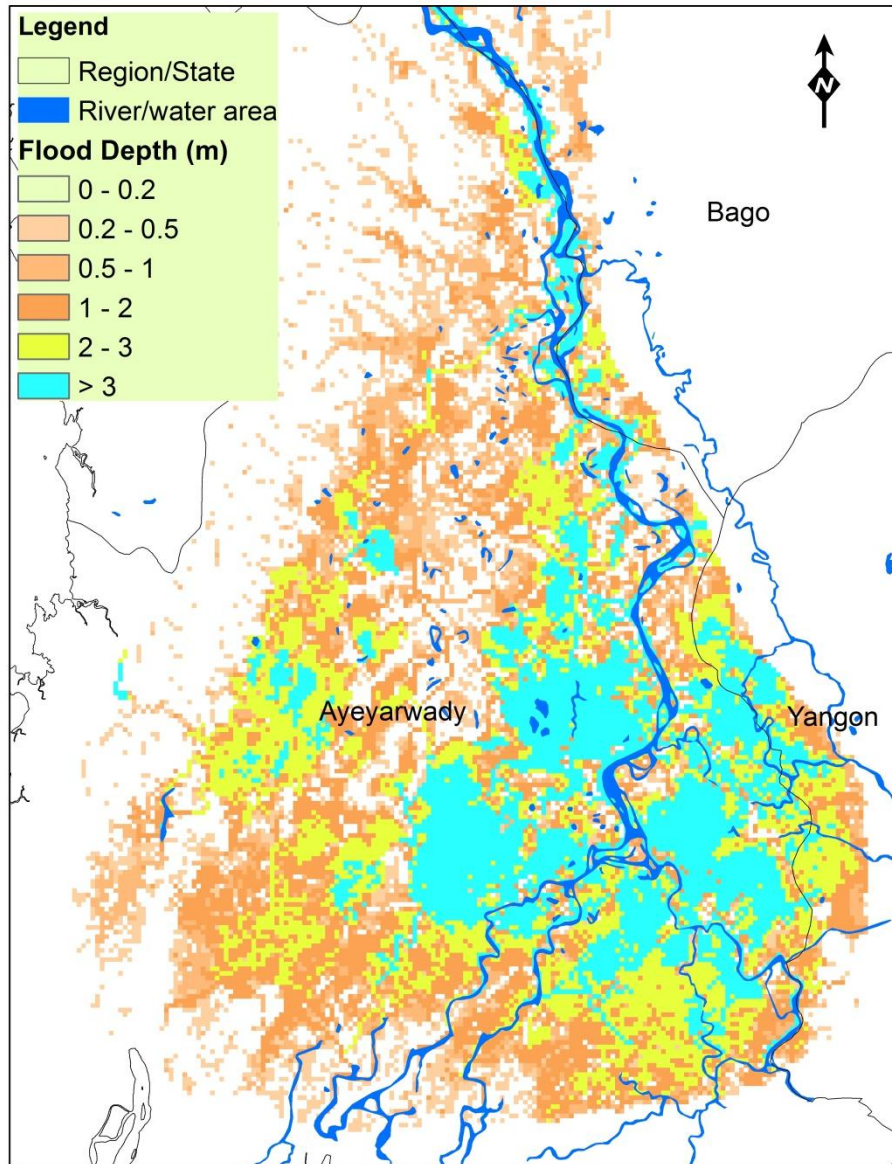 Legend
Region/State
River/water area
Flood Depth (m)
0 - 0.2
0.2 - 0.5
0.5 - 1
1 - 2
2 - 3
> 3
N
Bago
Ayeyarwady
Yangon